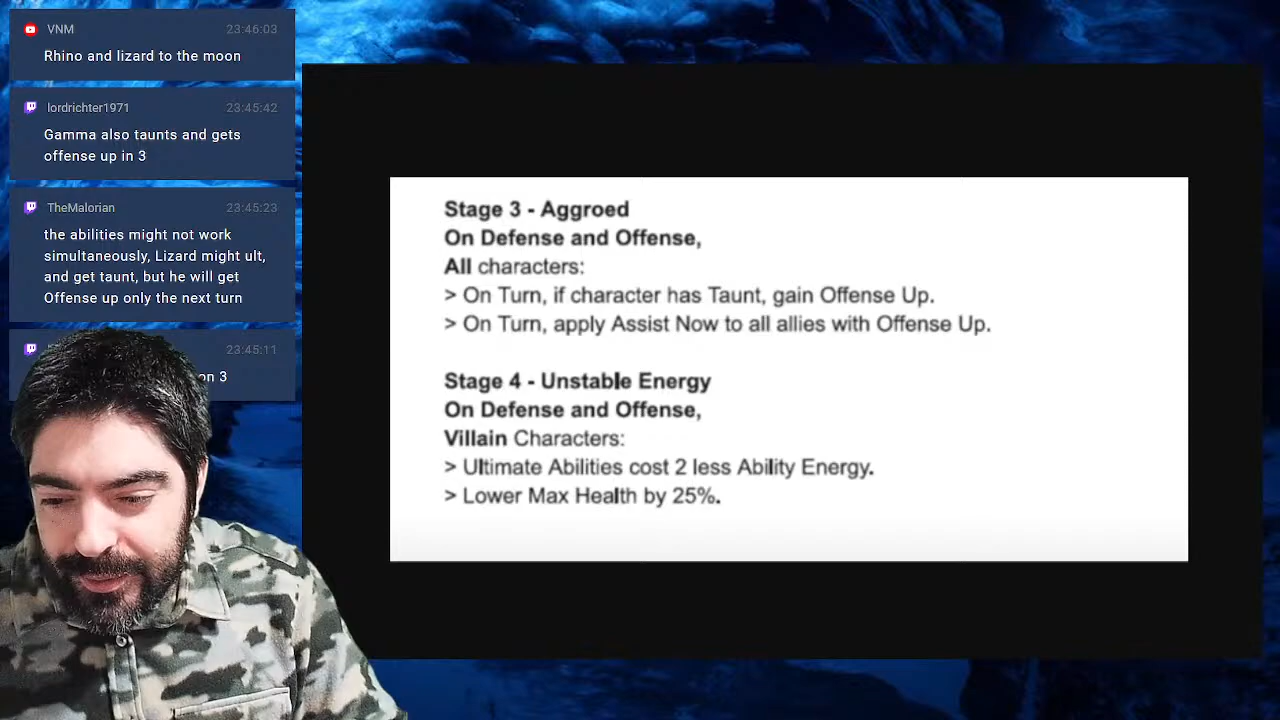 VNM 23:46:03
Rhino and lizard to the moon
lordrichter1971 23:45:42
Gamma also taunts and gets
offense up in 3
TheMalorian 23:45:23
the abilities might not work
simultaneously, Lizard might ult,
and get taunt, but he will get
Offense up only the next turn
23:45:11
on 3
Stage 3 - Aggroed
On Defense and Offense,
All characters:
> On Turn, if character has Taunt, gain Offense Up.
> On Turn, apply Assist Now to all allies with Offense Up.
Stage 4 - Unstable Energy
On Defense and Offense,
Villain Characters:
> Ultimate Abilities cost 2 less Ability Energy.
> Lower Max Health by 25%.